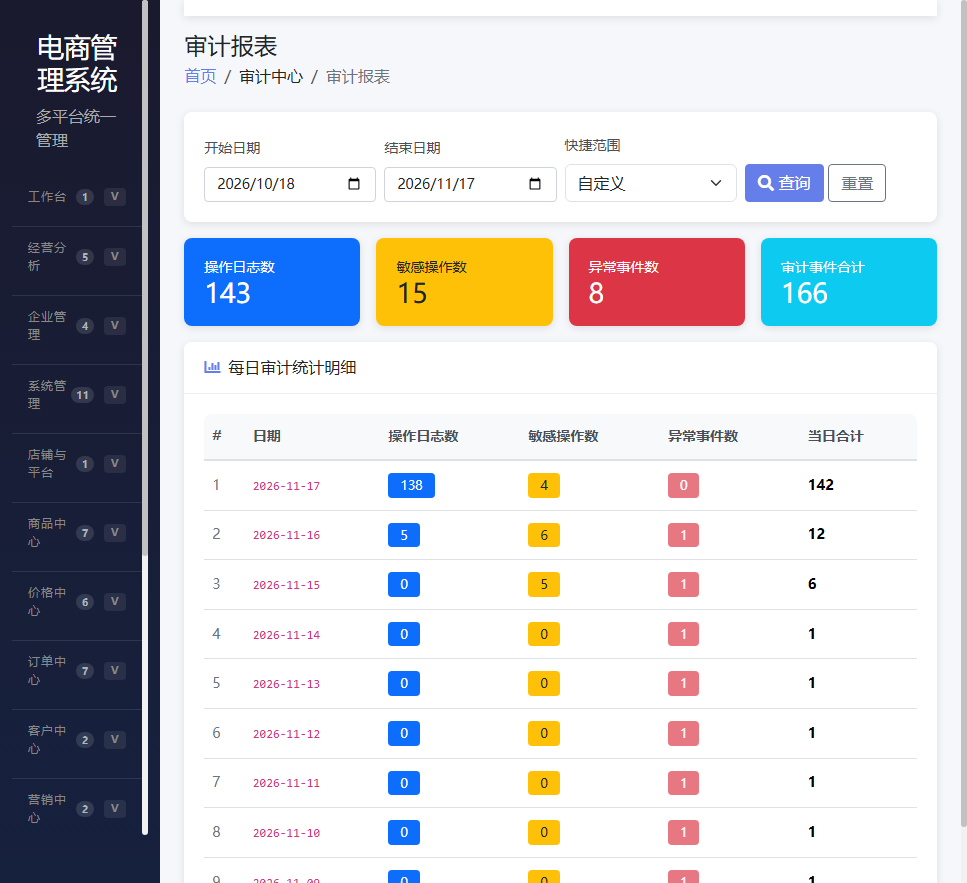 电商管
理系统
多平台统一
管理
工作台 1 V
经营分
析 5 V
企业管
理 4 V
系统管
理 11 V
店铺与
平台 1 V
商品中
心 7 V
价格中
心 6 V
订单中
心 7 V
客户中
心 2 V
营销中
心 2 V
审计报表
首页 / 审计中心 / 审计报表
开始日期 结束日期 快捷范围
2026/10/18 2026/11/17 自定义 查询 重置
操作日志数 敏感操作数 异常事件数 审计事件合计
143 15 8 166
每日审计统计明细
# 日期 操作日志数 敏感操作数 异常事件数 当日合计
1 2026-11-17 138 4 0 142
2 2026-11-16 5 6 1 12
3 2026-11-15 0 5 1 6
4 2026-11-14 0 0 1 1
5 2026-11-13 0 0 1 1
6 2026-11-12 0 0 1 1
7 2026-11-11 0 0 1 1
8 2026-11-10 0 0 1 1
9 2026-11-09 0 0 1 1